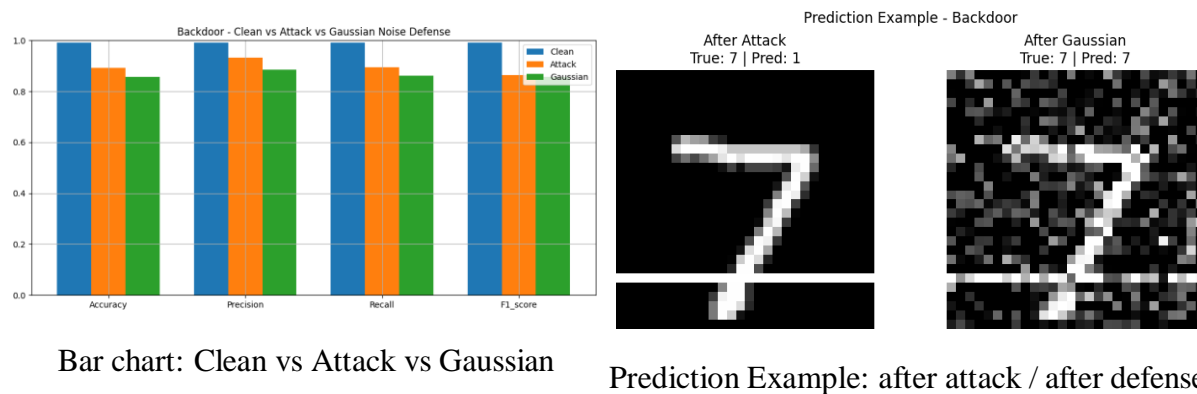 Backdoor - Clean vs Attack vs Gaussian Noise Defense
1.0
0.8
0.6
0.4
0.2
0.0
Clean
Attack
Gaussian
Accuracy
Precision
Recall
F1_score
Bar chart: Clean vs Attack vs Gaussian
Prediction Example - Backdoor
After Attack
True: 7 | Pred: 1
After Gaussian
True: 7 | Pred: 7
7
7
Prediction Example: after attack / after defense